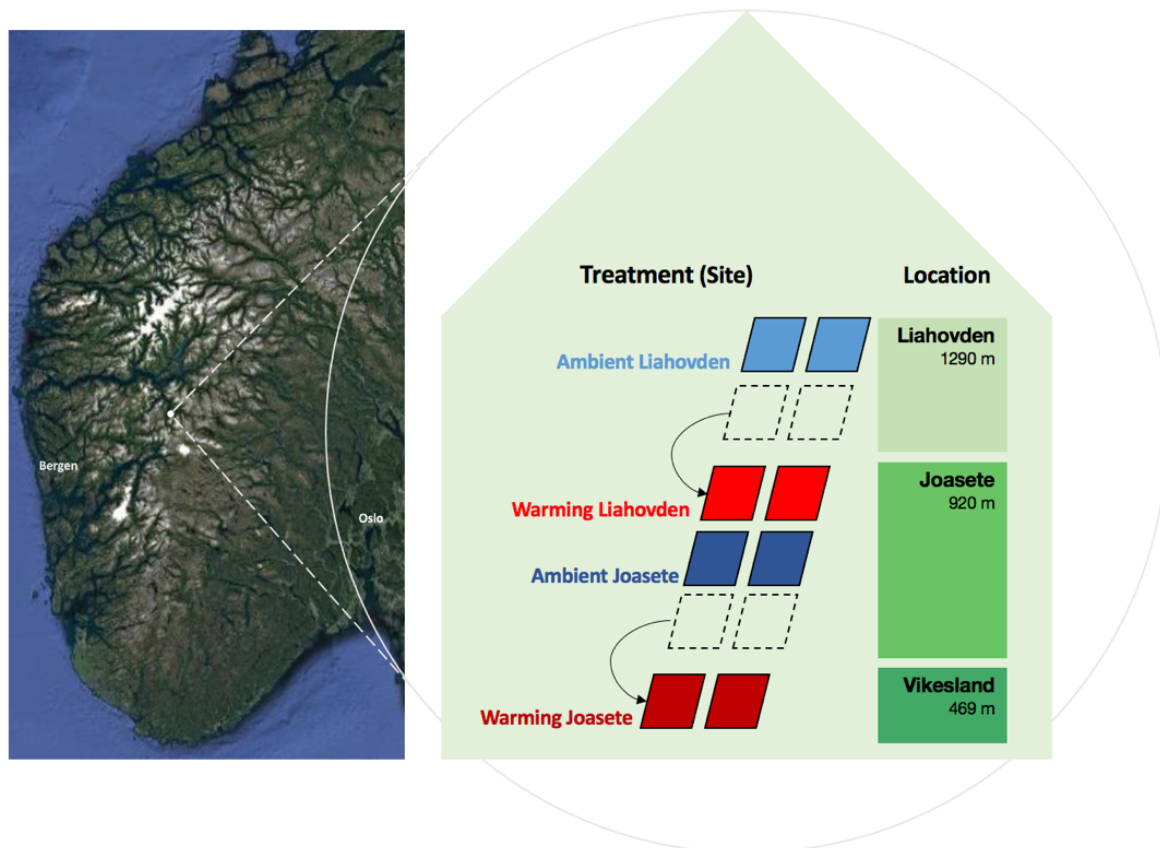 Bergen
Oslo
Treatment (Site)
Location
Ambient Liahovden
Liahovden
1290 m
Warming Liahovden
Joasete
920 m
Ambient Joasete
Warming Joasete
Vikesland
469 m